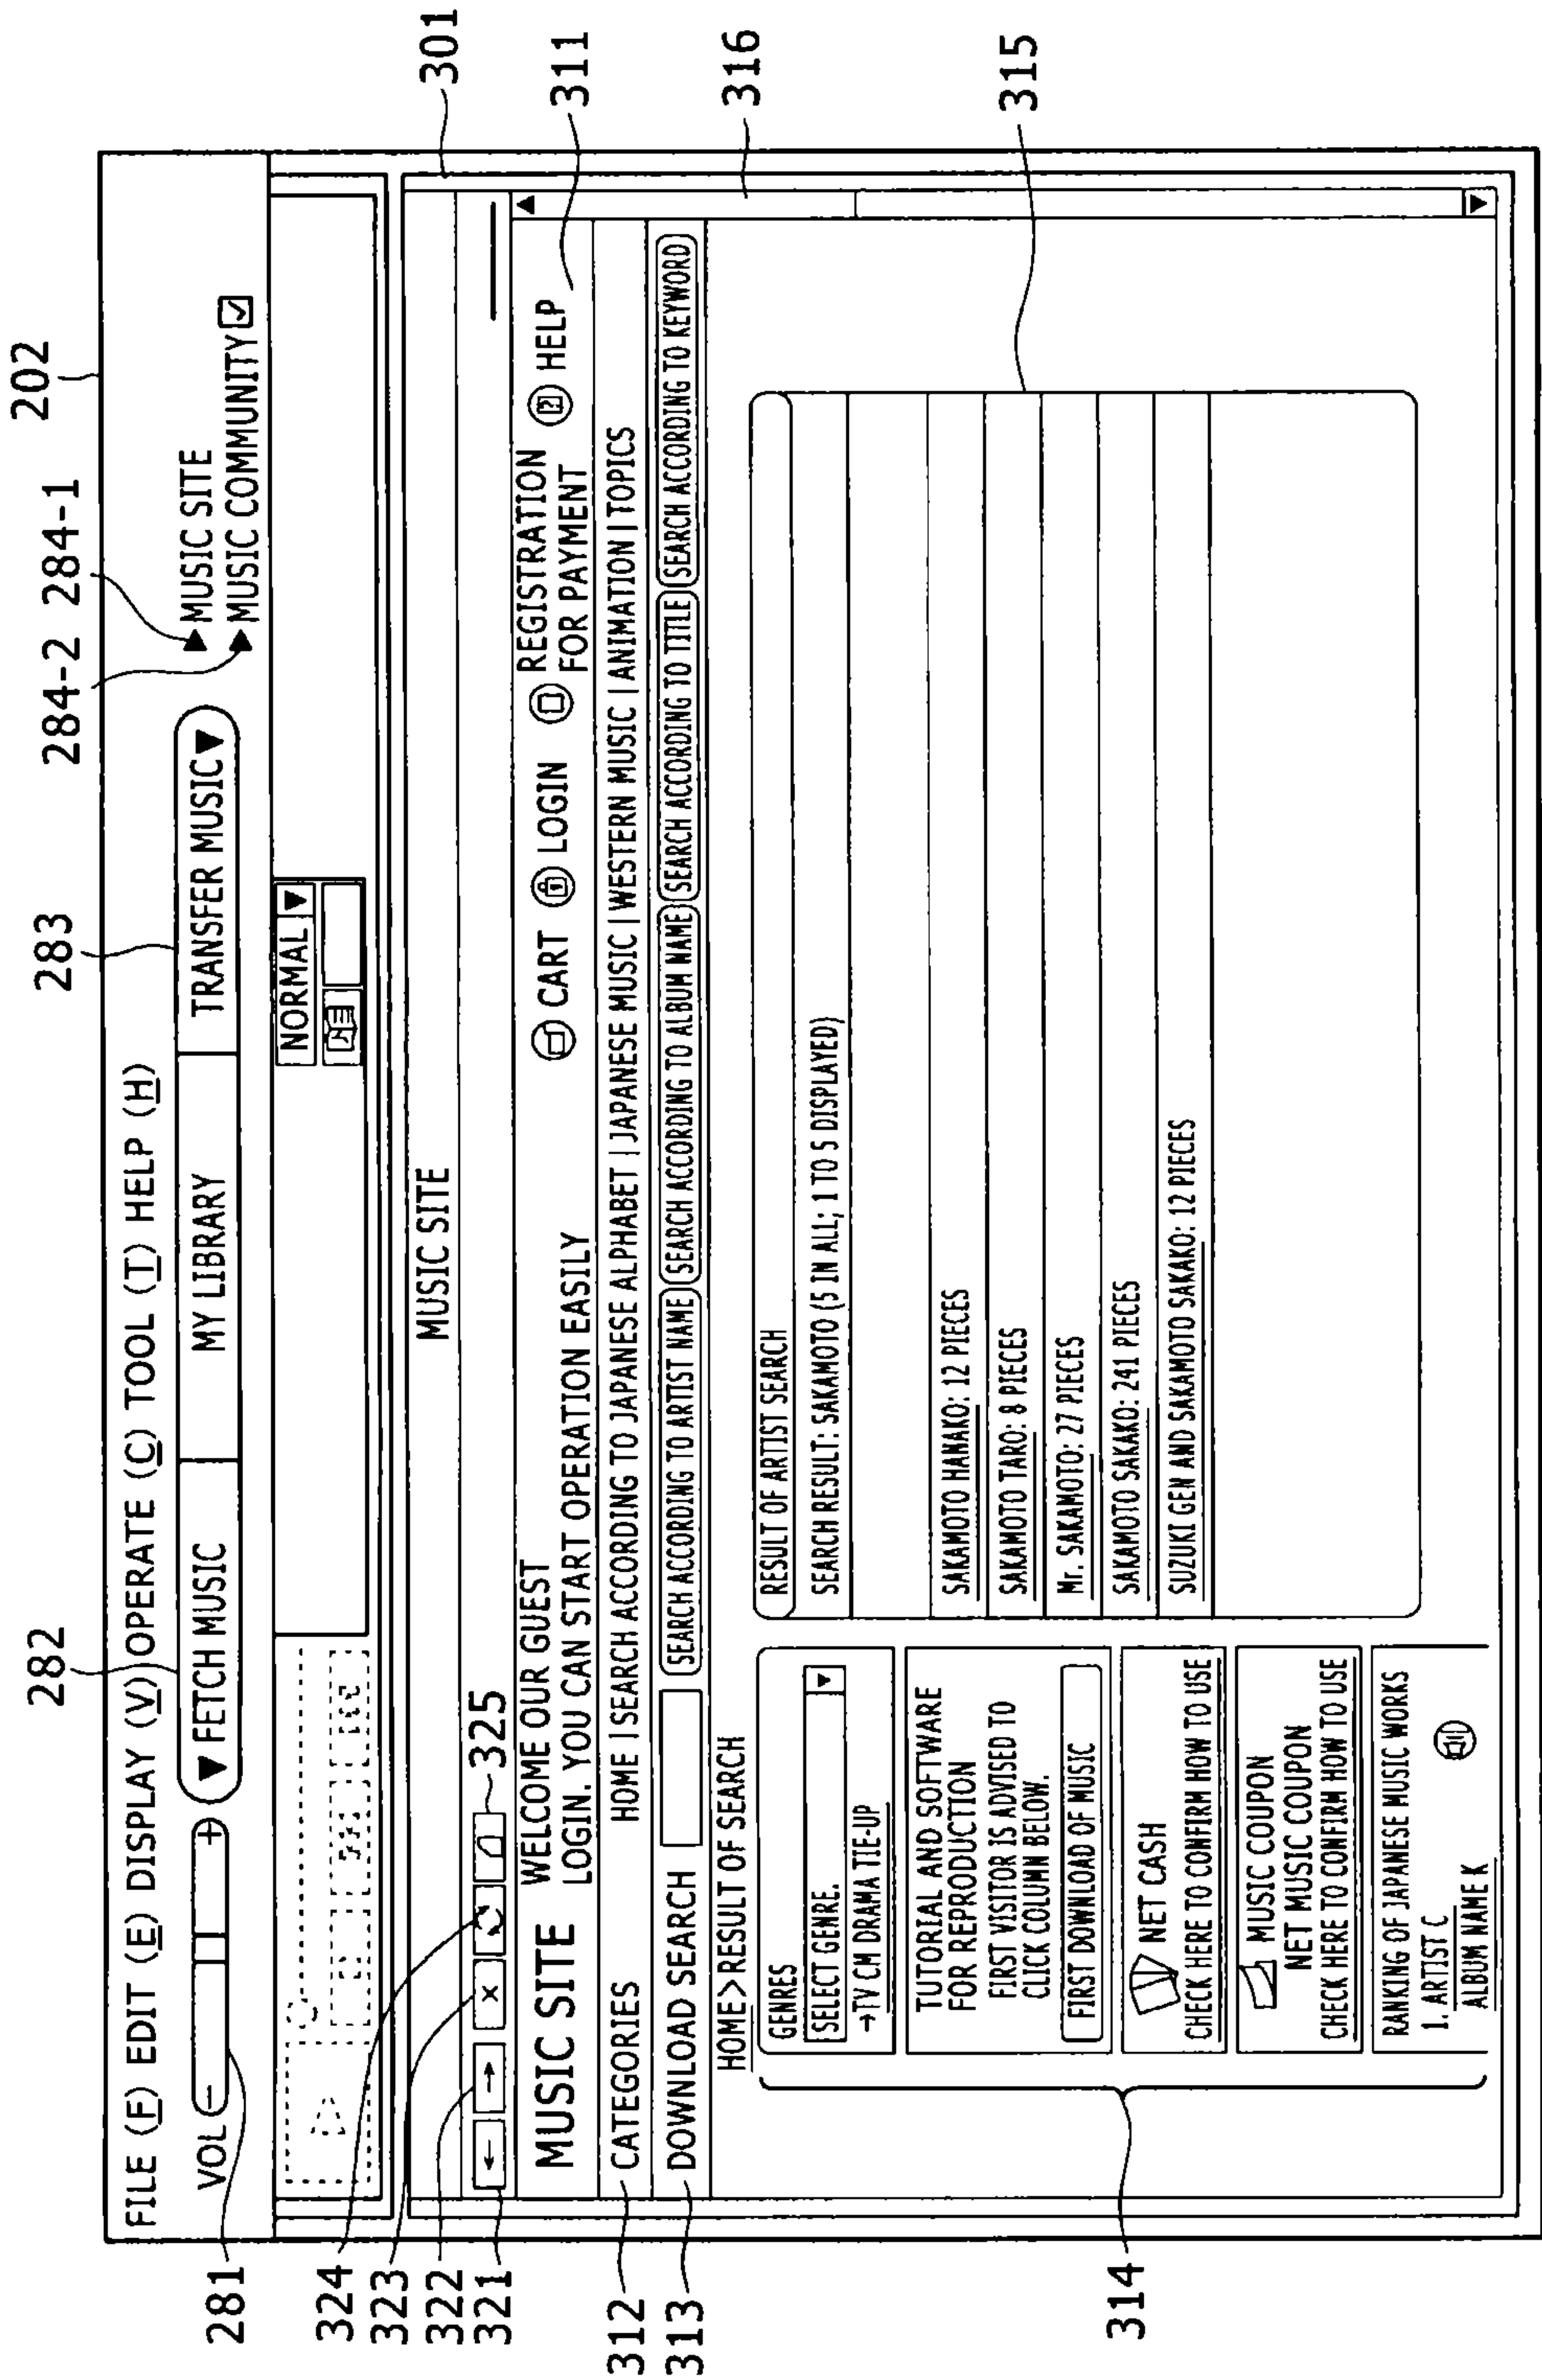 202
283
284-2
284-1
282
FILE (F) EDIT (E) DISPLAY (V) OPERATE (C) TOOL (T) HELP (H)
VOL - +
▼ FETCH MUSIC
MY LIBRARY
TRANSFER MUSIC ▼
▶MUSIC SITE
▶MUSIC COMMUNITY
281
NORMAL ▼
301
MUSIC SITE
324
323
322
321
← → ×
325
MUSIC SITE
WELCOME OUR GUEST
LOGIN. YOU CAN START OPERATION EASILY
CART
LOGIN
REGISTRATION
FOR PAYMENT
? HELP
311
312
CATEGORIES
HOME | SEARCH ACCORDING TO JAPANESE ALPHABET | JAPANESE MUSIC | WESTERN MUSIC | ANIMATION | TOPICS
313
DOWNLOAD SEARCH
SEARCH ACCORDING TO ARTIST NAME
SEARCH ACCORDING TO ALBUM NAME
SEARCH ACCORDING TO TITLE
SEARCH ACCORDING TO KEYWORD
316
HOME>RESULT OF SEARCH
GENRES
SELECT GENRE. ▼
→TV CM DRAMA TIE-UP
TUTORIAL AND SOFTWARE
FOR REPRODUCTION
FIRST VISITOR IS ADVISED TO
CLICK COLUMN BELOW.
FIRST DOWNLOAD OF MUSIC
NET CASH
CHECK HERE TO CONFIRM HOW TO USE
MUSIC COUPON
NET MUSIC COUPON
CHECK HERE TO CONFIRM HOW TO USE
RANKING OF JAPANESE MUSIC WORKS
1. ARTIST C
ALBUM NAME K
314
RESULT OF ARTIST SEARCH
SEARCH RESULT: SAKAMOTO (5 IN ALL; 1 TO 5 DISPLAYED)
SAKAMOTO HANAKO: 12 PIECES
SAKAMOTO TARO: 8 PIECES
Mr. SAKAMOTO: 27 PIECES
SAKAMOTO SAKAKO: 241 PIECES
SUZUKI GEN AND SAKAMOTO SAKAKO: 12 PIECES
315